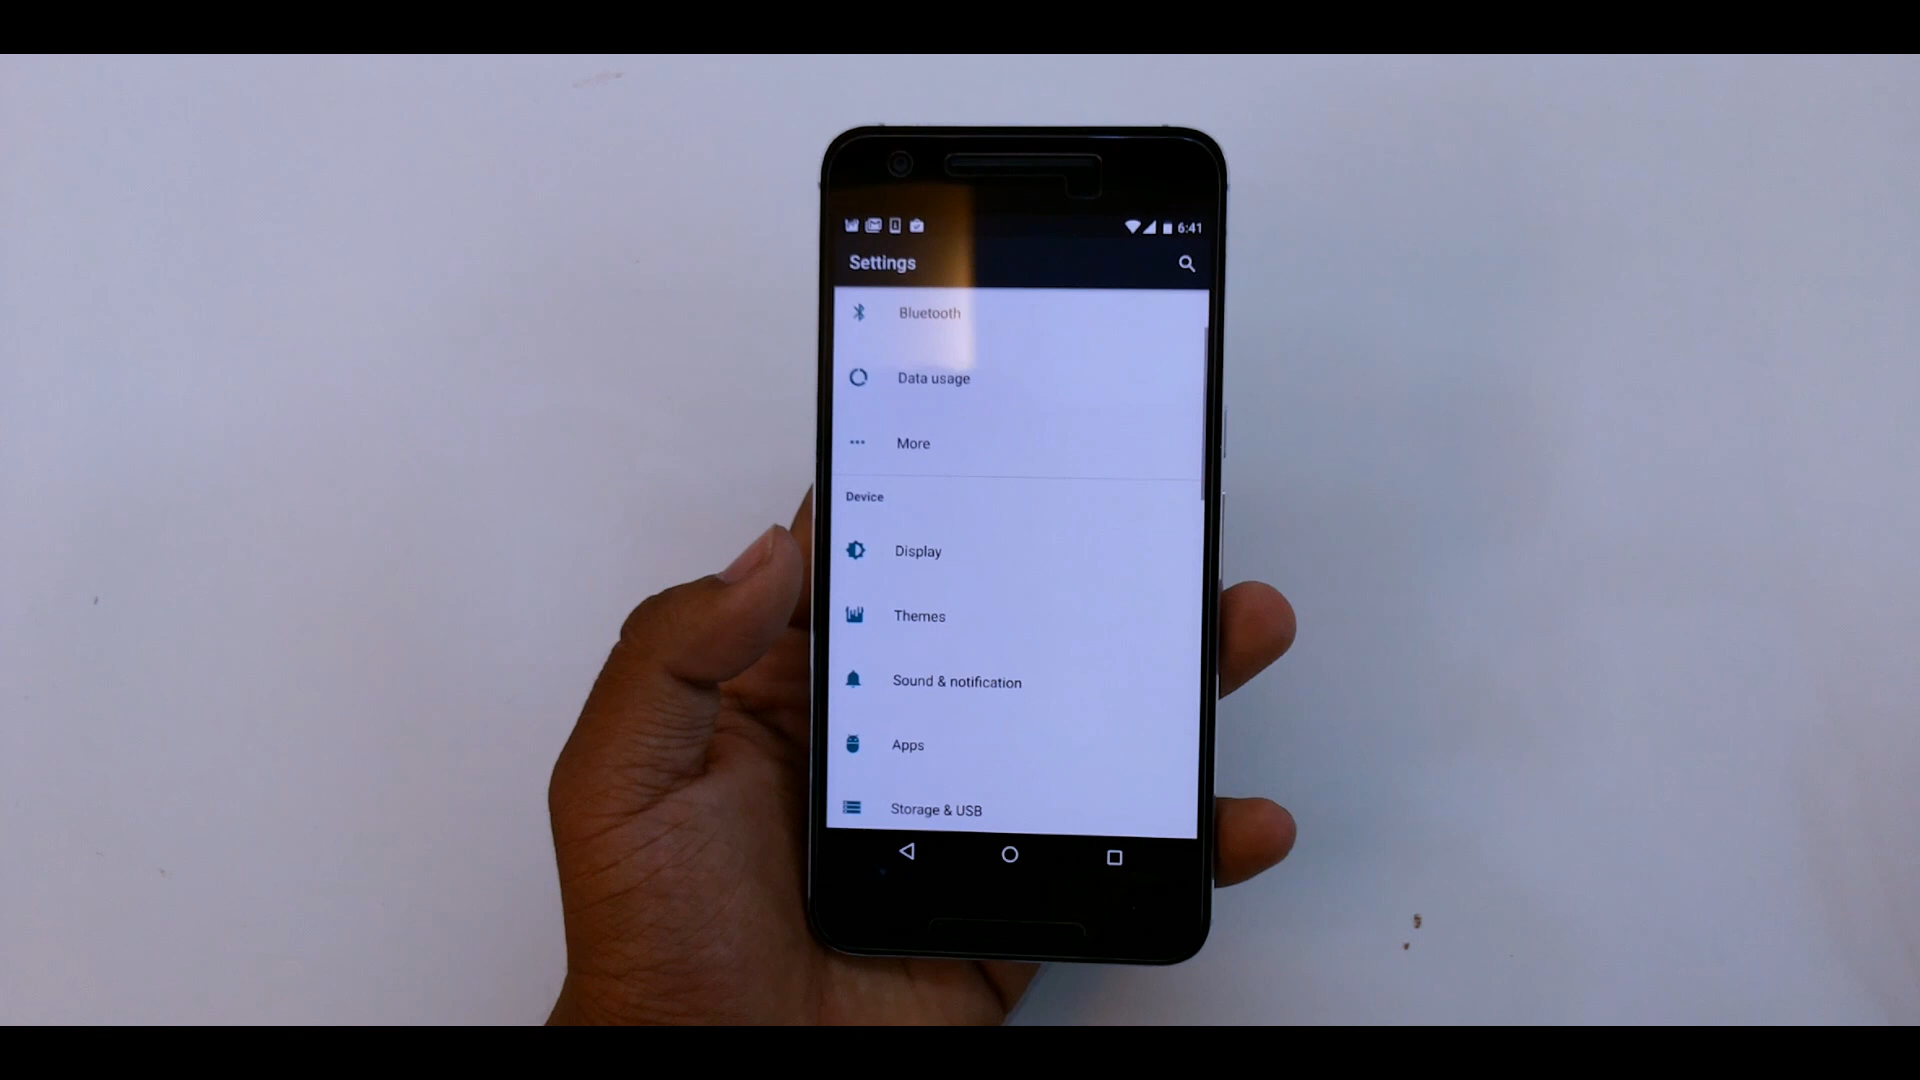 6:41
Settings
Bluetooth
Data usage
More
Device
Display
Themes
Sound & notification
Apps
Storage & USB